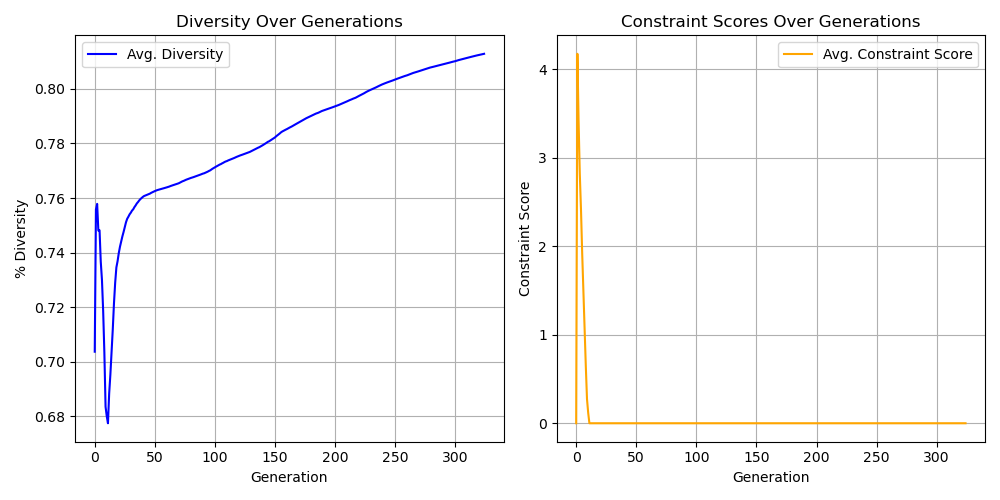 Diversity Over Generations
Avg. Diversity
% Diversity
0.80
0.78
0.76
0.74
0.72
0.70
0.68
0 50 100 150 200 250 300
Generation
Constraint Scores Over Generations
Avg. Constraint Score
Constraint Score
4
3
2
1
0
0 50 100 150 200 250 300
Generation